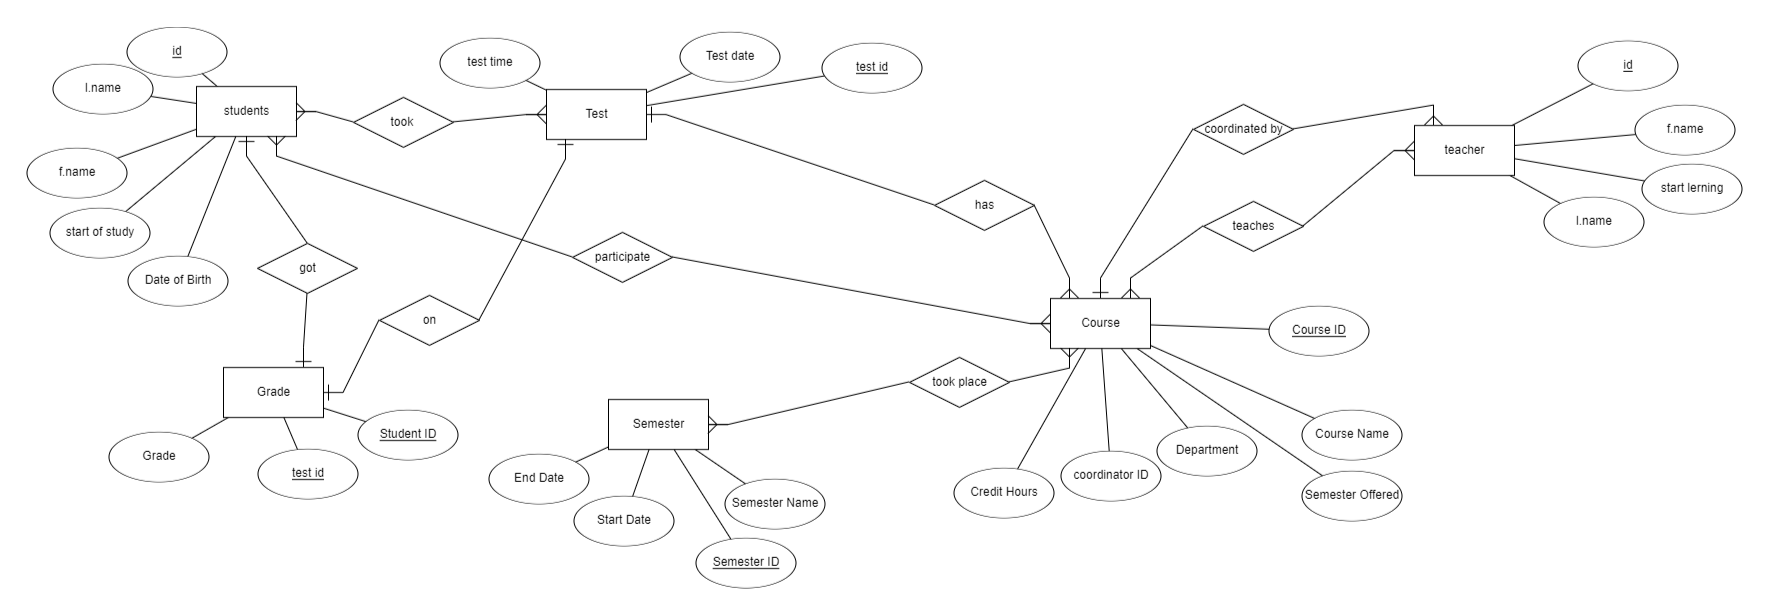 id
l.name
students
f.name
start of study
Date of Birth
took
test time
Test date
test id
Test
got
on
participate
has
coordinated by
teaches
teacher
id
f.name
start lerning
l.name
Course
Course ID
Course Name
Semester Offered
Department
coordinator ID
Credit Hours
took place
Semester
End Date
Start Date
Semester ID
Semester Name
Grade
Grade
test id
Student ID